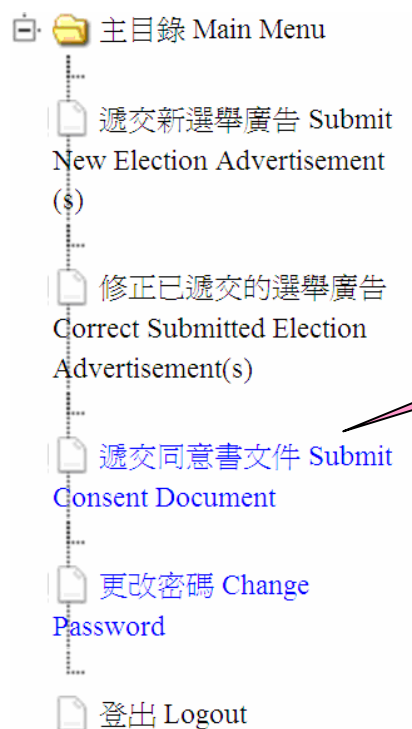 主目錄 Main Menu
遞交新選舉廣告 Submit
New Election Advertisement
(s)
修正已遞交的選舉廣告
Correct Submitted Election
Advertisement(s)
遞交同意書文件 Submit
Consent Document
更改密碼 Change
Password
登出 Logout